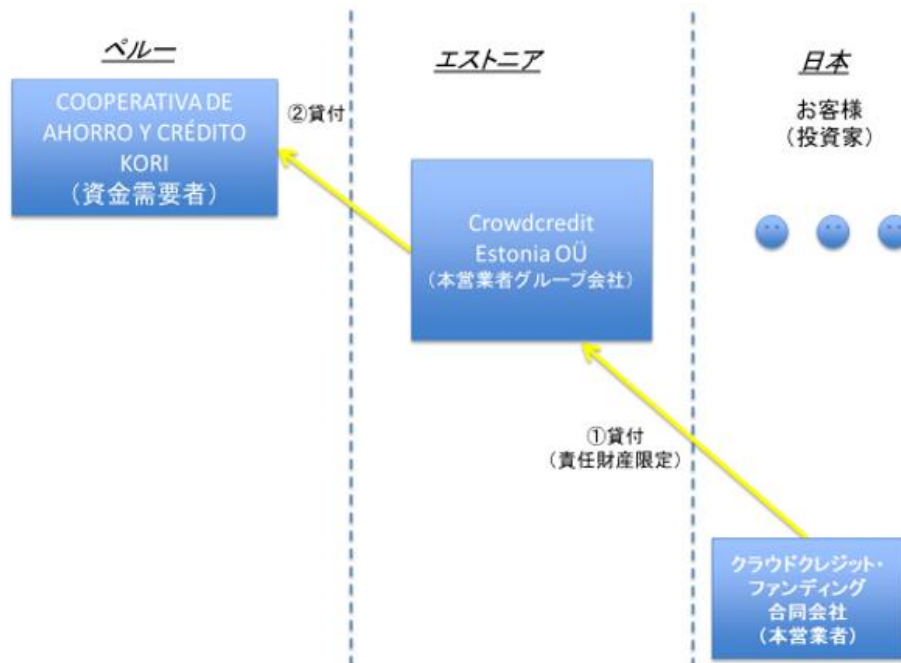 ペルー
COOPERATIVA DE
AHORRO Y CRÉDITO
KORI
（資金需要者）
②貸付
エストニア
Crowdcredit
Estonia OÜ
（本営業者グループ会社）
①貸付
（責任財産限定）
日本
お客様
（投資家）
クラウドクレジット・
ファンディング
合同会社
（本営業者）